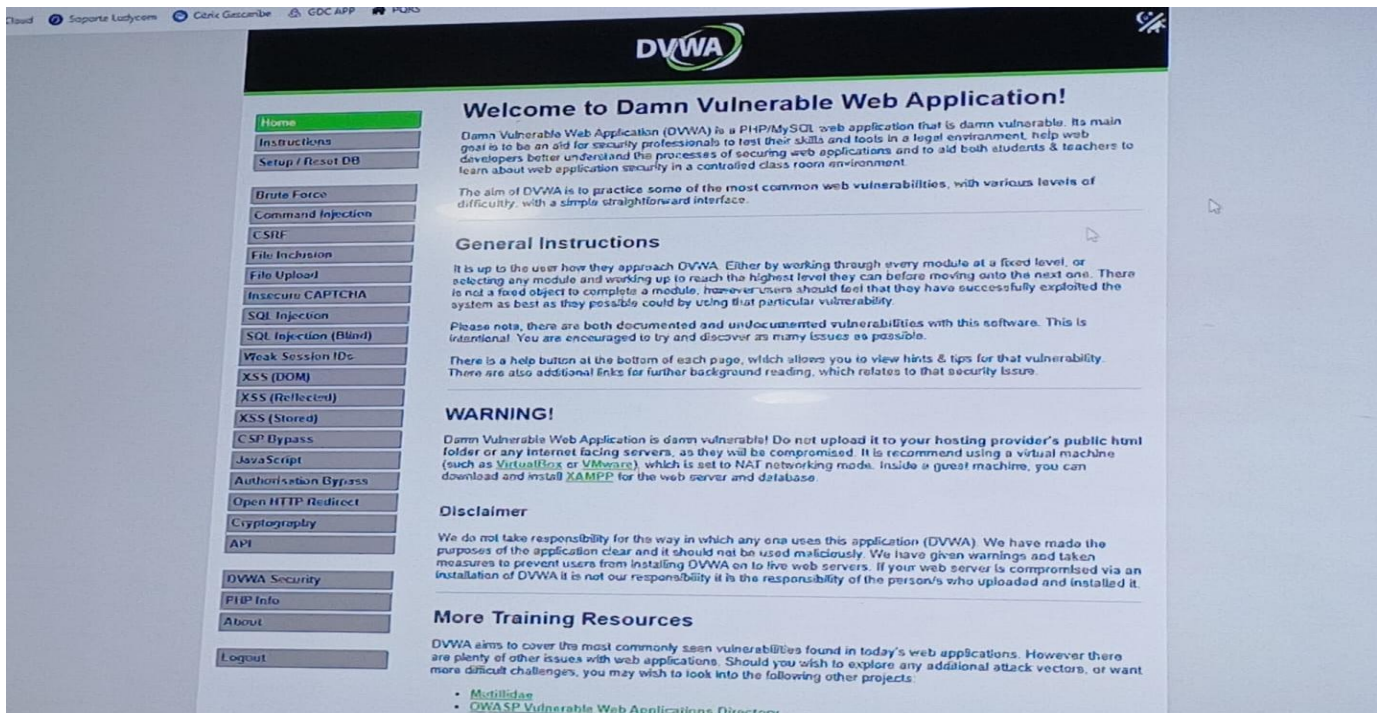 Cloud Soporte Ludycom Citrix Gascaribe GDC APP PQRS
DVWA
Home
Instructions
Setup / Reset DB
Brute Force
Command Injection
CSRF
File Inclusion
File Upload
Insecure CAPTCHA
SQL Injection
SQL Injection (Blind)
Weak Session IDs
XSS (DOM)
XSS (Reflected)
XSS (Stored)
CSP Bypass
JavaScript
Authorisation Bypass
Open HTTP Redirect
Cryptography
API
DVWA Security
PHP Info
About
Logout
Welcome to Damn Vulnerable Web Application!
Damn Vulnerable Web Application (DVWA) is a PHP/MySQL web application that is damn vulnerable. Its main
goal is to be an aid for security professionals to test their skills and tools in a legal environment, help web
developers better understand the processes of securing web applications and to aid both students & teachers to
learn about web application security in a controlled class room environment.
The aim of DVWA is to practice some of the most common web vulnerabilities, with various levels of
difficultly, with a simple straightforward interface.
General Instructions
It is up to the user how they approach DVWA. Either by working through every module at a fixed level, or
selecting any module and working up to reach the highest level they can before moving onto the next one. There
is not a fixed object to complete a module; however users should feel that they have successfully exploited the
system as best as they possible could by using that particular vulnerability.
Please note, there are both documented and undocumented vulnerabilities with this software. This is
intentional. You are encouraged to try and discover as many issues as possible.
There is a help button at the bottom of each page, which allows you to view hints & tips for that vulnerability.
There are also additional links for further background reading, which relates to that security issue.
WARNING!
Damn Vulnerable Web Application is damn vulnerable! Do not upload it to your hosting provider's public html
folder or any Internet facing servers, as they will be compromised. It is recommend using a virtual machine
(such as VirtualBox or VMware), which is set to NAT networking mode. Inside a guest machine, you can
download and install XAMPP for the web server and database.
Disclaimer
We do not take responsibility for the way in which any one uses this application (DVWA). We have made the
purposes of the application clear and it should not be used maliciously. We have given warnings and taken
measures to prevent users from installing DVWA on to live web servers. If your web server is compromised via an
installation of DVWA it is not our responsibility it is the responsibility of the person/s who uploaded and installed it.
More Training Resources
DVWA aims to cover the most commonly seen vulnerabilities found in today's web applications. However there
are plenty of other issues with web applications. Should you wish to explore any additional attack vectors, or want
more difficult challenges, you may wish to look into the following other projects:
• Mutillidae
• OWASP Vulnerable Web Applications Directory